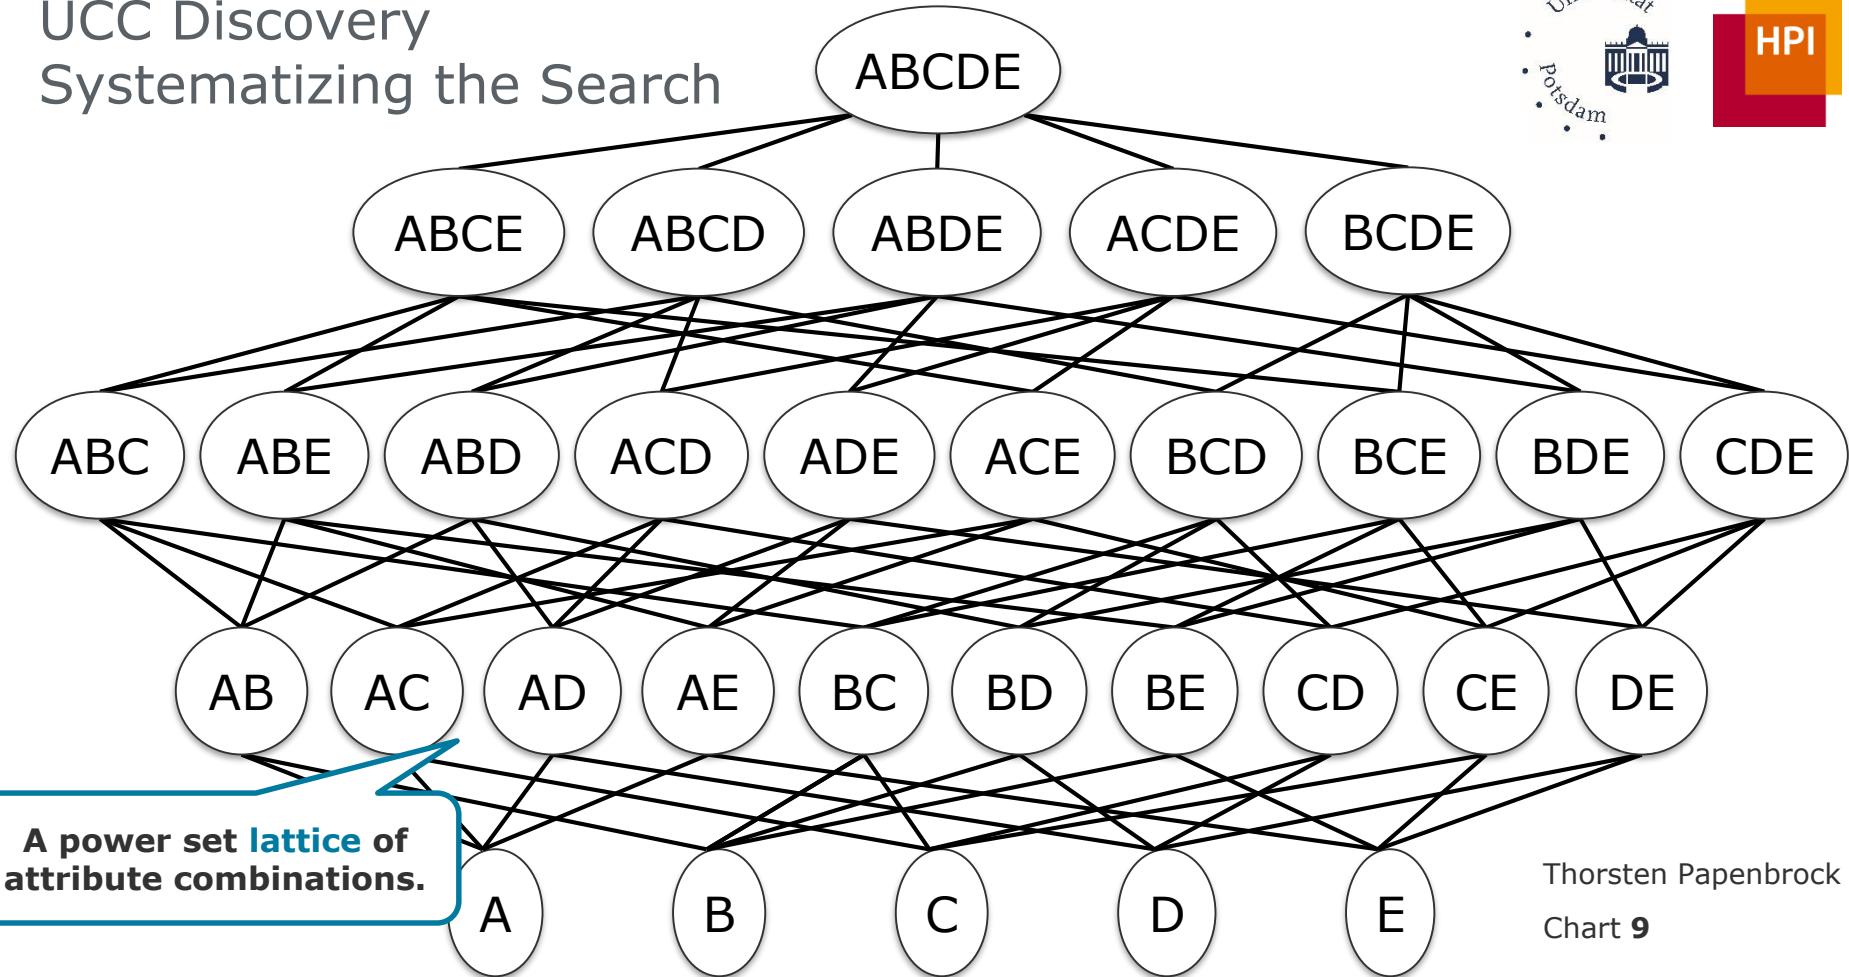 UCC Discovery
Systematizing the Search
Potsdam
HPI
ABCDE
ABCE ABCD ABDE ACDE BCDE
ABC ABE ABD ACD ADE ACE BCD BCE BDE CDE
AB AC AD AE BC BD BE CD CE DE
A power set lattice of
attribute combinations.
A B C D E
Thorsten Papenbrock
Chart 9